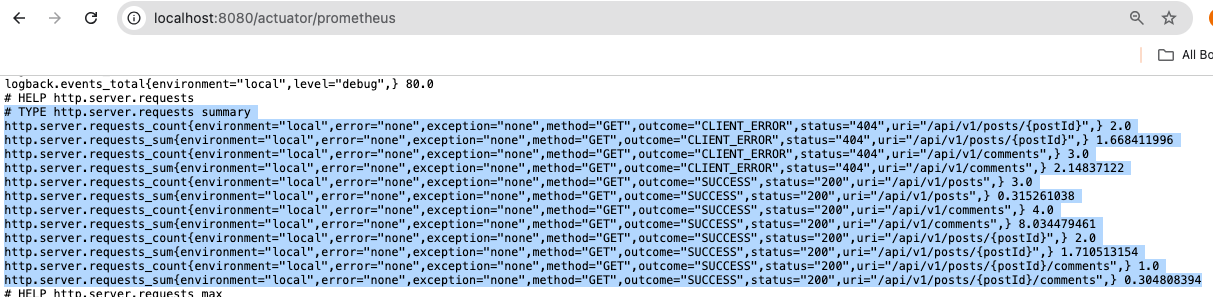 localhost:8080/actuator/prometheus
All Bo
logback.events_total{environment="local",level="debug",} 80.0
# HELP http.server.requests
# TYPE http.server.requests summary
http.server.requests_count{environment="local",error="none",exception="none",method="GET",outcome="CLIENT_ERROR",status="404",uri="/api/v1/posts/{postId}",} 2.0
http.server.requests_sum{environment="local",error="none",exception="none",method="GET",outcome="CLIENT_ERROR",status="404",uri="/api/v1/posts/{postId}",} 1.668411996
http.server.requests_count{environment="local",error="none",exception="none",method="GET",outcome="CLIENT_ERROR",status="404",uri="/api/v1/comments",} 3.0
http.server.requests_sum{environment="local",error="none",exception="none",method="GET",outcome="CLIENT_ERROR",status="404",uri="/api/v1/comments",} 2.14837122
http.server.requests_count{environment="local",error="none",exception="none",method="GET",outcome="SUCCESS",status="200",uri="/api/v1/posts",} 3.0
http.server.requests_sum{environment="local",error="none",exception="none",method="GET",outcome="SUCCESS",status="200",uri="/api/v1/posts",} 0.315261038
http.server.requests_count{environment="local",error="none",exception="none",method="GET",outcome="SUCCESS",status="200",uri="/api/v1/comments",} 4.0
http.server.requests_sum{environment="local",error="none",exception="none",method="GET",outcome="SUCCESS",status="200",uri="/api/v1/comments",} 8.034479461
http.server.requests_count{environment="local",error="none",exception="none",method="GET",outcome="SUCCESS",status="200",uri="/api/v1/posts/{postId}",} 2.0
http.server.requests_sum{environment="local",error="none",exception="none",method="GET",outcome="SUCCESS",status="200",uri="/api/v1/posts/{postId}",} 1.710513154
http.server.requests_count{environment="local",error="none",exception="none",method="GET",outcome="SUCCESS",status="200",uri="/api/v1/posts/{postId}/comments",} 1.0
http.server.requests_sum{environment="local",error="none",exception="none",method="GET",outcome="SUCCESS",status="200",uri="/api/v1/posts/{postId}/comments",} 0.304808394
# HELP http.server.requests max